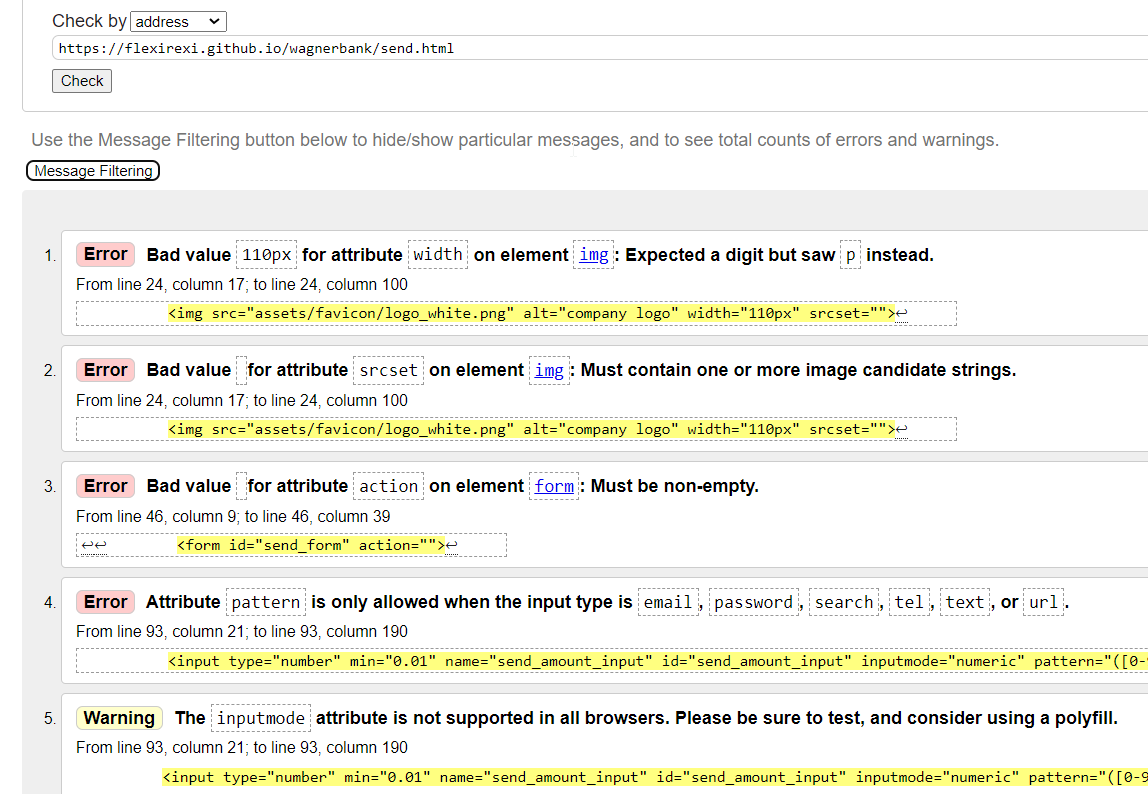 Check by address
https://flexirexi.github.io/wagnerbank/send.html
Check
Use the Message Filtering button below to hide/show particular messages, and to see total counts of errors and warnings.
Message Filtering
1. Error Bad value 110px for attribute width on element img: Expected a digit but saw p instead.
From line 24, column 17; to line 24, column 100
<img src="assets/favicon/logo_white.png" alt="company logo" width="110px" srcset="">↩
2. Error Bad value for attribute srcset on element img: Must contain one or more image candidate strings.
From line 24, column 17; to line 24, column 100
<img src="assets/favicon/logo_white.png" alt="company logo" width="110px" srcset="">↩
3. Error Bad value for attribute action on element form: Must be non-empty.
From line 46, column 9; to line 46, column 39
↩↩ <form id="send_form" action="">↩
4. Error Attribute pattern is only allowed when the input type is email, password, search, tel, text, or url.
From line 93, column 21; to line 93, column 190
<input type="number" min="0.01" name="send_amount_input" id="send_amount_input" inputmode="numeric" pattern="([0-
5. Warning The inputmode attribute is not supported in all browsers. Please be sure to test, and consider using a polyfill.
From line 93, column 21; to line 93, column 190
<input type="number" min="0.01" name="send_amount_input" id="send_amount_input" inputmode="numeric" pattern="([0-9